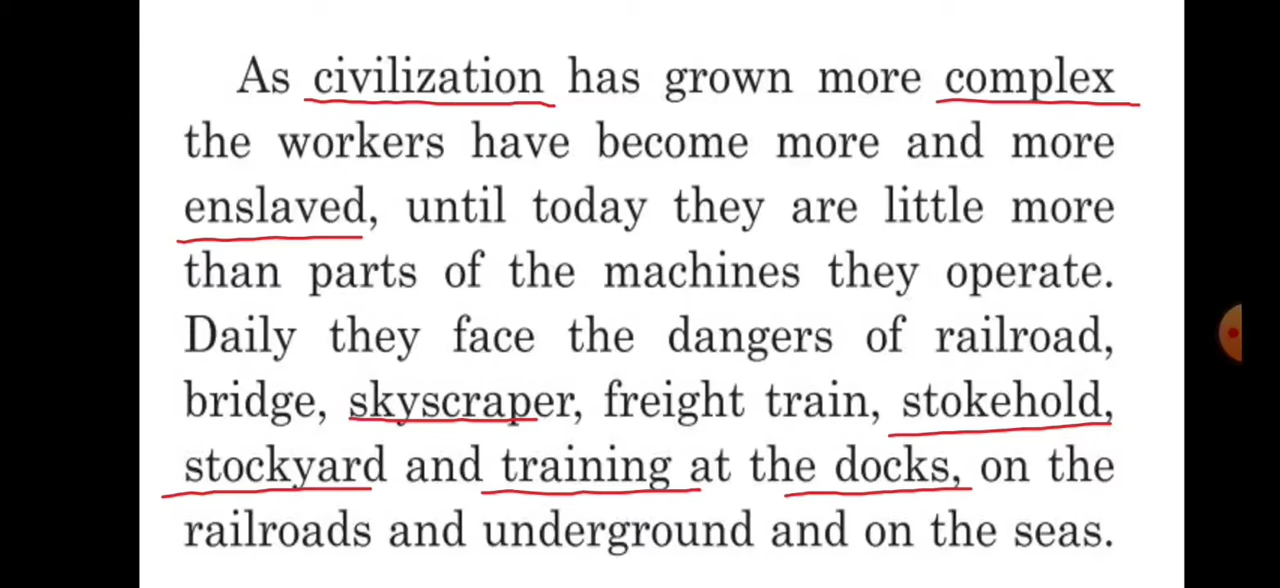 As civilization has grown more complex
the workers have become more and more
enslaved, until today they are little more
than parts of the machines they operate.
Daily they face the dangers of railroad,
bridge, skyscraper, freight train, stokehold,
stockyard and training at the docks, on the
railroads and underground and on the seas.